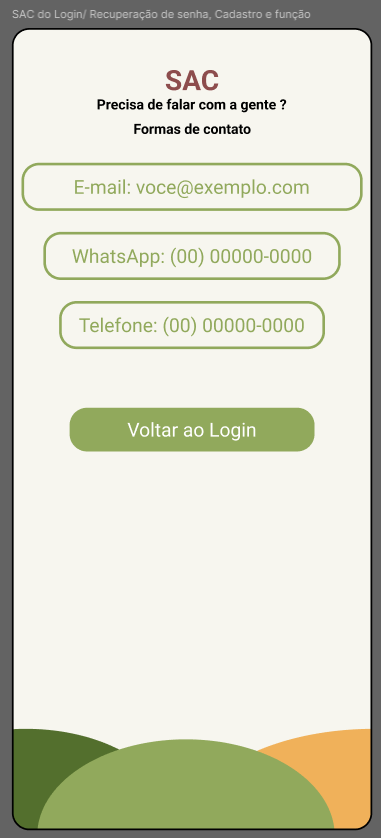 SAC do Login/ Recuperação de senha, Cadastro e função
SAC
Precisa de falar com a gente ?
Formas de contato
E-mail: voce@exemplo.com
WhatsApp: (00) 00000-0000
Telefone: (00) 00000-0000
Voltar ao Login